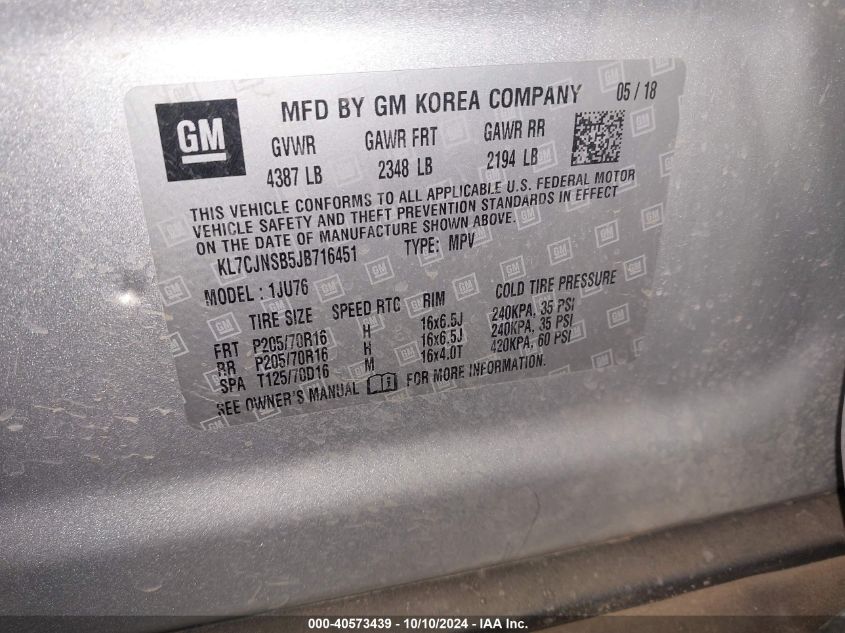 GM
MFD BY GM KOREA COMPANY 05 / 18
GVWR GAWR FRT GAWR RR
4387 LB 2348 LB 2194 LB
THIS VEHICLE CONFORMS TO ALL APPLICABLE U.S. FEDERAL MOTOR
VEHICLE SAFETY AND THEFT PREVENTION STANDARDS IN EFFECT
ON THE DATE OF MANUFACTURE SHOWN ABOVE.
KL7CJNSB5JB716451 TYPE: MPV
MODEL : 1JU76
TIRE SIZE SPEED RTG RIM COLD TIRE PRESSURE
FRT P205/70R16 H 16x6.5J 240KPA, 35 PSI
RR P205/70R16 H 16x6.5J 240KPA, 35 PSI
SPA T125/70D16 M 16x4.0T 420KPA, 60 PSI
SEE OWNER'S MANUAL FOR MORE INFORMATION.
000-40573439 - 10/10/2024 - IAA Inc.